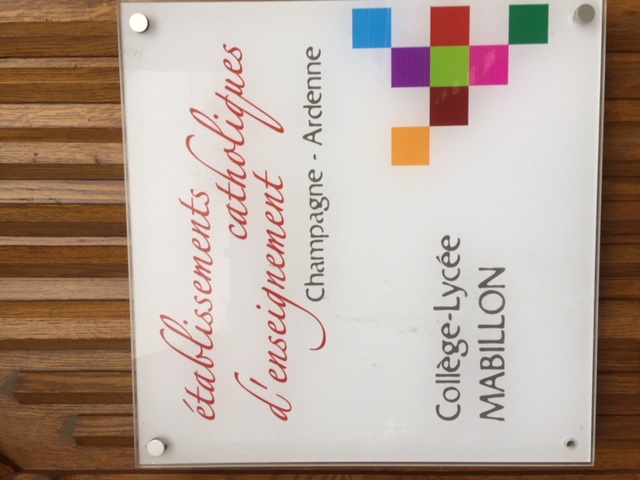 établissements
catholiques
d'enseignement
Champagne - Ardenne
Collège-Lycée
MABILLON